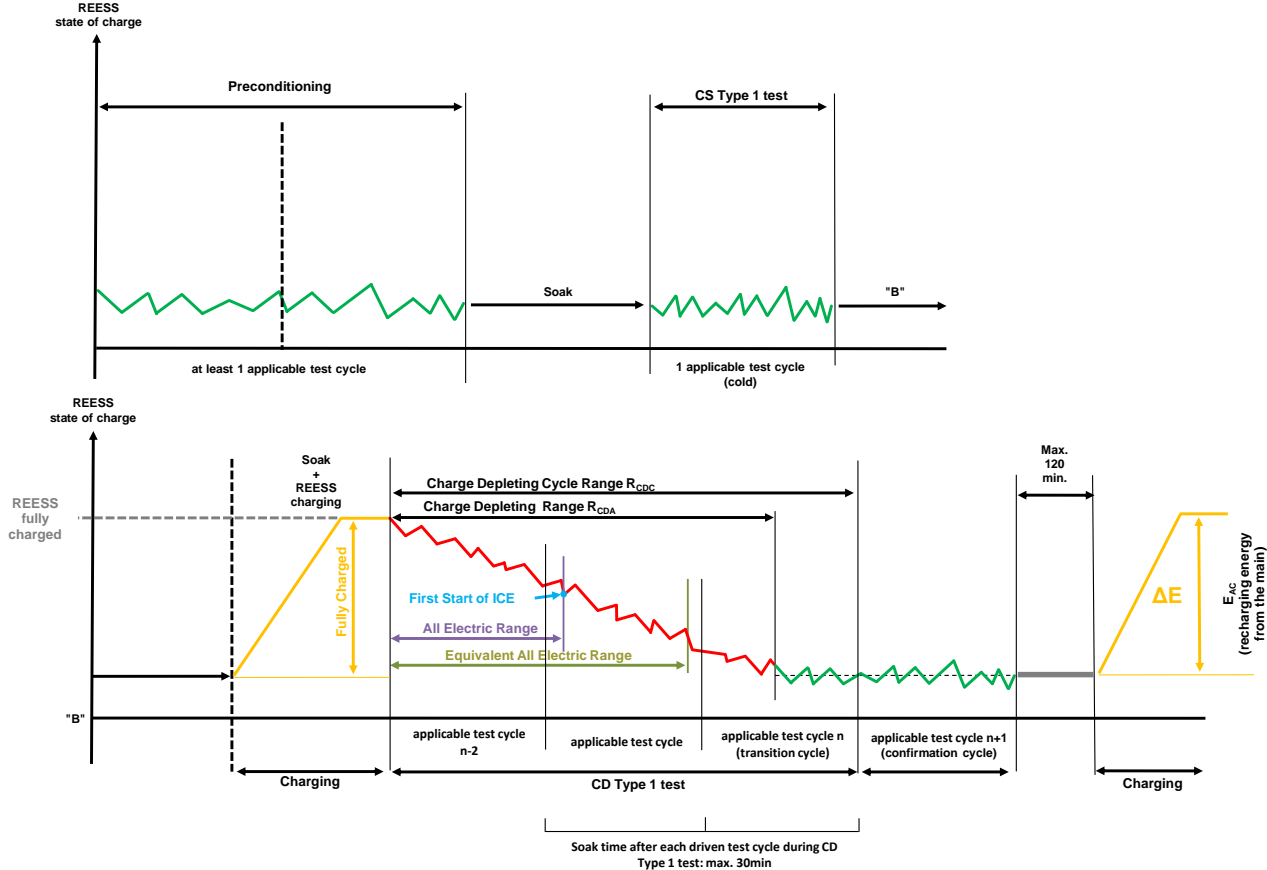 REESS
state of charge
Preconditioning
CS Type 1 test
Soak
"B"
at least 1 applicable test cycle
1 applicable test cycle
(cold)
REESS
state of charge
Soak
+
REESS
charging
Max.
120
min.
REESS
fully
charged
Charge Depleting Cycle Range RCDC
Charge Depleting Range RCDA
Fully Charged
First Start of ICE
All Electric Range
Equivalent All Electric Range
ΔE
EAC
(recharging energy
from the main)
"B"
applicable test cycle
n-2
applicable test cycle
applicable test cycle n
(transition cycle)
applicable test cycle n+1
(confirmation cycle)
Charging
CD Type 1 test
Charging
Soak time after each driven test cycle during CD
Type 1 test: max. 30min